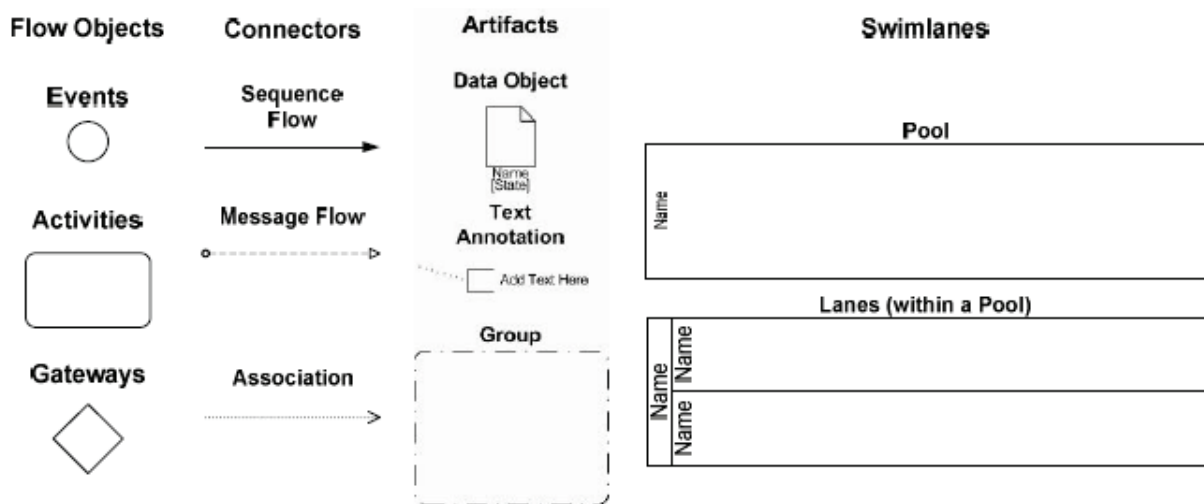 Flow Objects
Connectors
Artifacts
Swimlanes
Events
Sequence
Flow
Data Object
Name
[State]
Pool
Name
Activities
Message Flow
Text
Annotation
Add Text Here
Lanes (within a Pool)
Name
Name
Name
Group
Gateways
Association